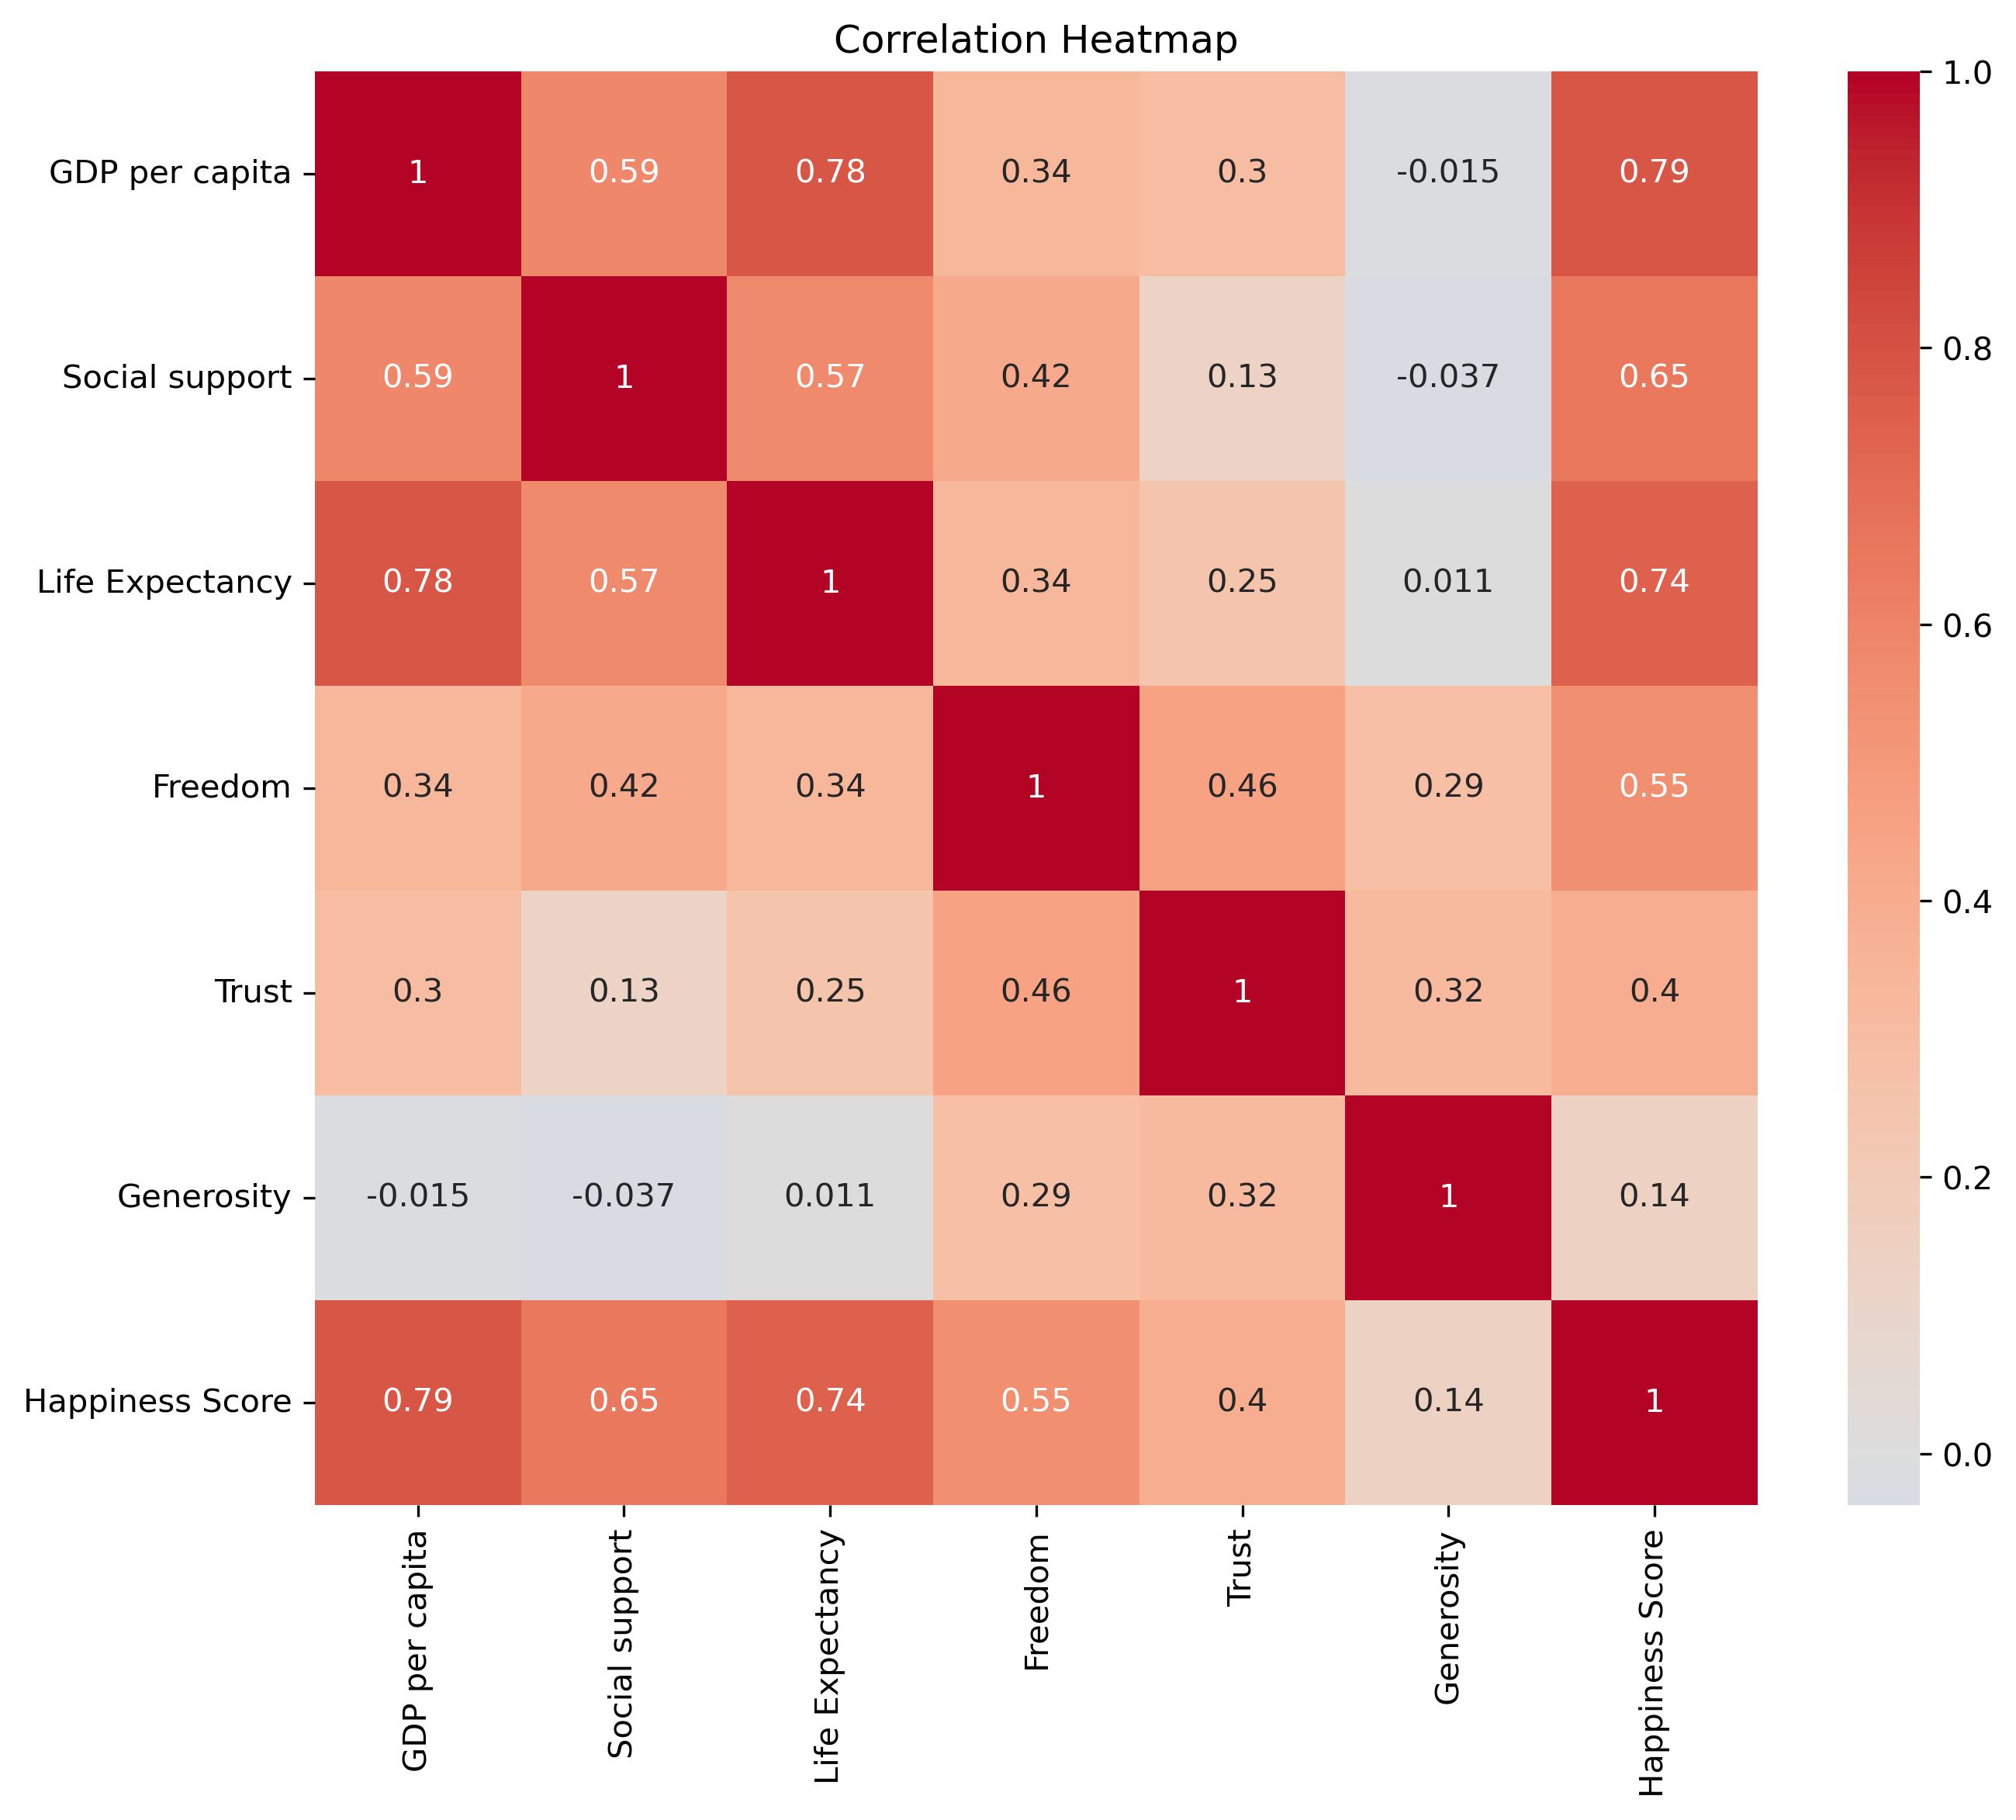 Correlation Heatmap
GDP per capita 1 0.59 0.78 0.34 0.3 -0.015 0.79
Social support 0.59 1 0.57 0.42 0.13 -0.037 0.65
Life Expectancy 0.78 0.57 1 0.34 0.25 0.011 0.74
Freedom 0.34 0.42 0.34 1 0.46 0.29 0.55
Trust 0.3 0.13 0.25 0.46 1 0.32 0.4
Generosity -0.015 -0.037 0.011 0.29 0.32 1 0.14
Happiness Score 0.79 0.65 0.74 0.55 0.4 0.14 1
GDP per capita
Social support
Life Expectancy
Freedom
Trust
Generosity
Happiness Score
1.0
0.8
0.6
0.4
0.2
0.0